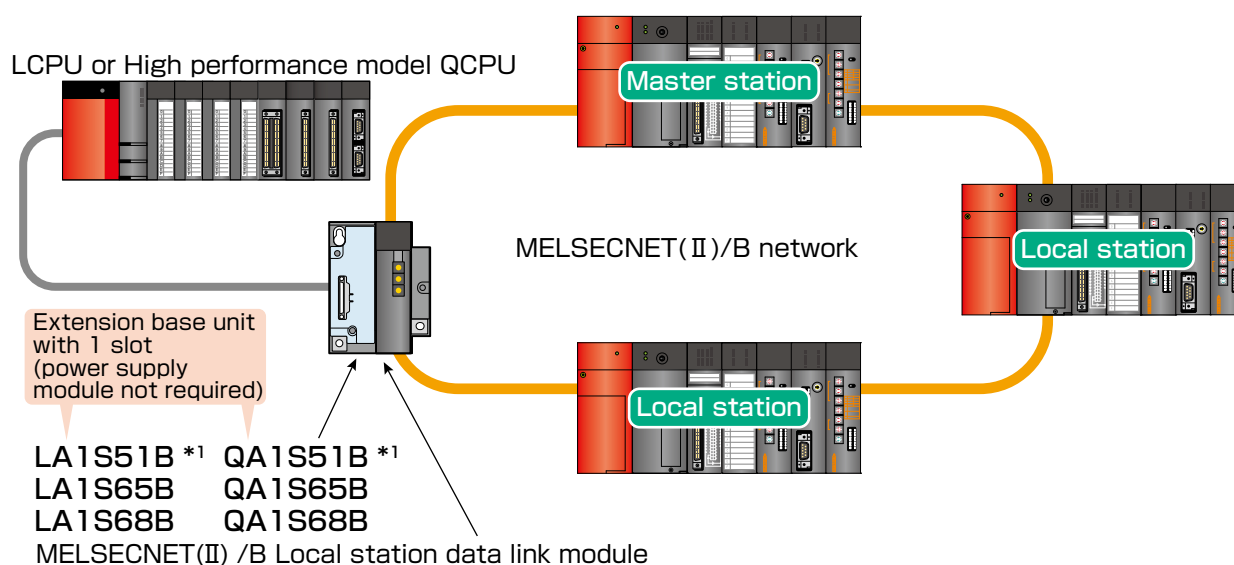 LCPU or High performance model QCPU
Master station
MELSECNET(Ⅱ)/B network
Local station
Extension base unit
with 1 slot
(power supply
module not required)
Local station
LA1S51B *1 QA1S51B *1
LA1S65B QA1S65B
LA1S68B QA1S68B
MELSECNET(Ⅱ) /B Local station data link module